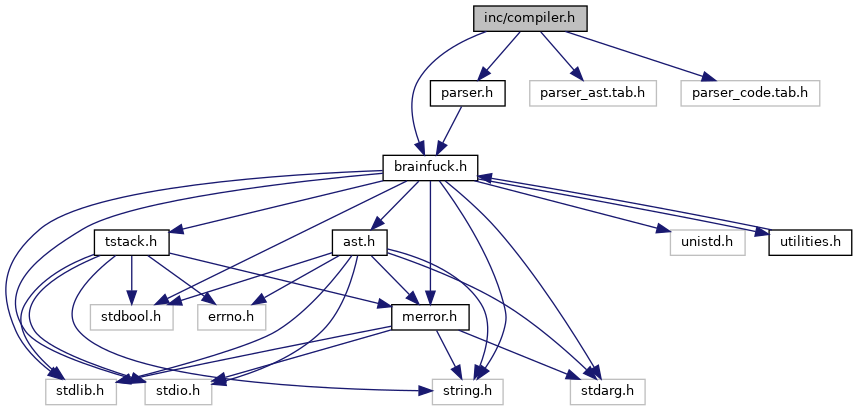 inc/compiler.h
parser.h
parser_ast.tab.h
parser_code.tab.h
brainfuck.h
tstack.h
ast.h
unistd.h
utilities.h
stdbool.h
errno.h
merror.h
stdlib.h
stdio.h
string.h
stdarg.h